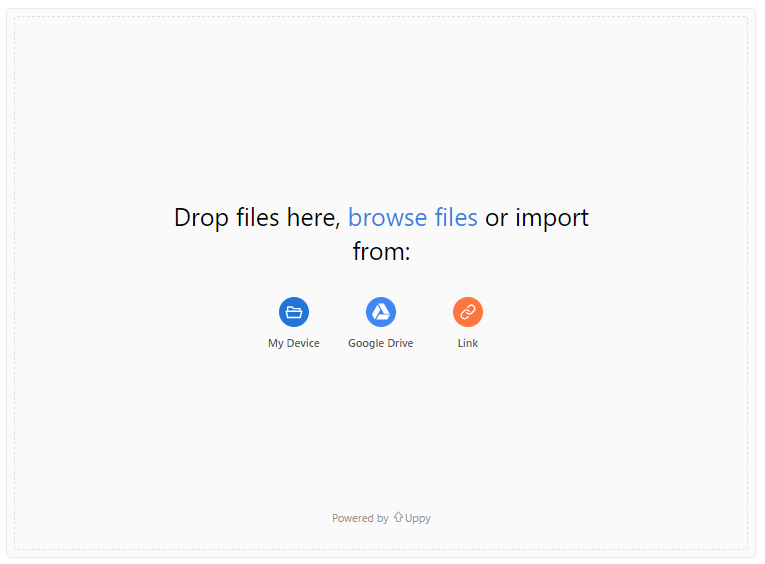 Drop files here, browse files or import
from:
My Device
Google Drive
Link
Powered by Uppy